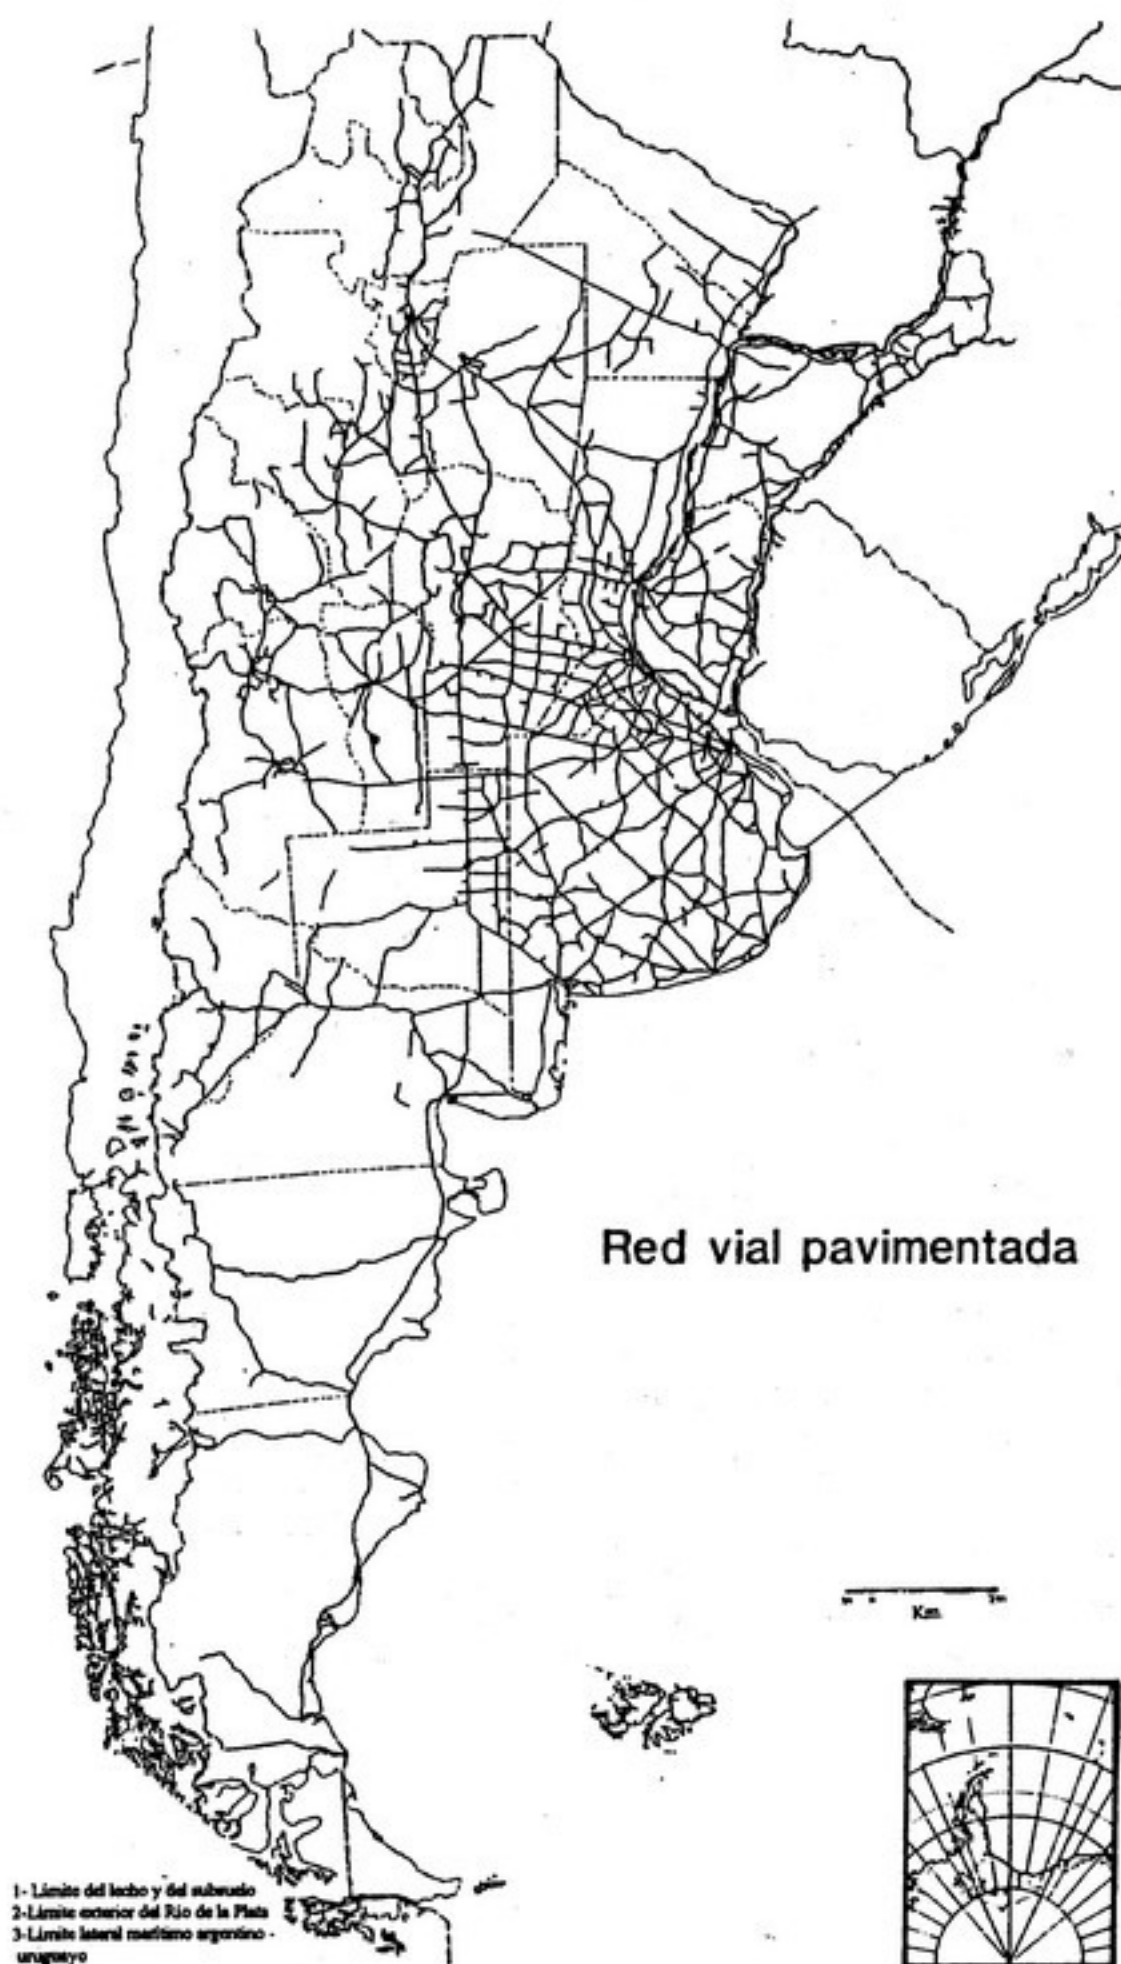 Red vial pavimentada
Km
1- Límite del lecho y del subsuelo
2-Límite exterior del Río de la Plata
3-Límite lateral marítimo argentino -
uruguayo